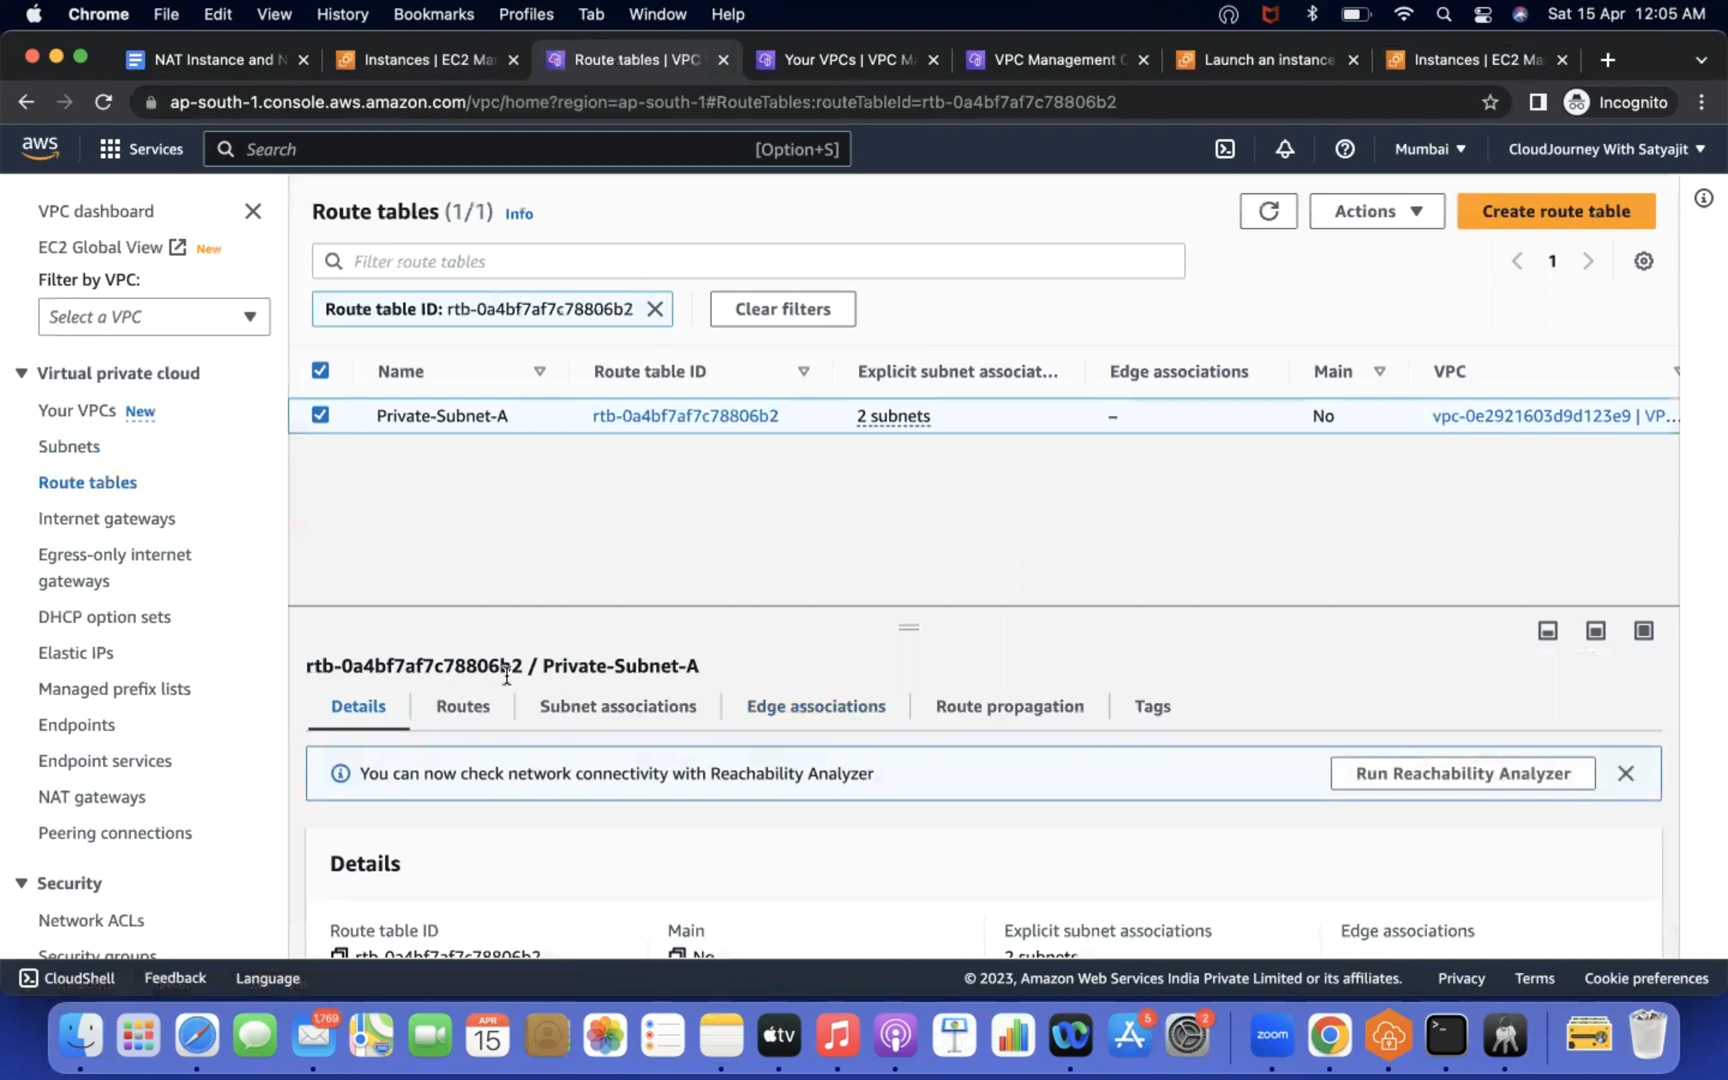 Chrome File Edit View History Bookmarks Profiles Tab Window Help Sat 15 Apr 12:05 AM
NAT Instance and N Instances | EC2 Ma Route tables | VPC Your VPCs | VPC M VPC Management C Launch an instance Instances | EC2 Ma
ap-south-1.console.aws.amazon.com/vpc/home?region=ap-south-1#RouteTables:routeTableId=rtb-0a4bf7af7c78806b2 Incognito
aws Services Search [Option+S] Mumbai CloudJourney With Satyajit
VPC dashboard
EC2 Global View New
Filter by VPC:
Select a VPC
Virtual private cloud
Your VPCs New
Subnets
Route tables
Internet gateways
Egress-only internet
gateways
DHCP option sets
Elastic IPs
Managed prefix lists
Endpoints
Endpoint services
NAT gateways
Peering connections
Security
Network ACLs
Security groups
Route tables (1/1) Info
Actions
Create route table
Filter route tables
1
Route table ID: rtb-0a4bf7af7c78806b2
Clear filters
Name Route table ID Explicit subnet associat... Edge associations Main VPC
Private-Subnet-A rtb-0a4bf7af7c78806b2 2 subnets – No vpc-0e2921603d9d123e9 | VP...
rtb-0a4bf7af7c78806b2 / Private-Subnet-A
Details Routes Subnet associations Edge associations Route propagation Tags
You can now check network connectivity with Reachability Analyzer
Run Reachability Analyzer
Details
Route table ID Main Explicit subnet associations Edge associations
rtb-0a4bf7af7c78806b2 No 2 subnets
CloudShell Feedback Language © 2023, Amazon Web Services India Private Limited or its affiliates. Privacy Terms Cookie preferences
1,769 APR 15 tv 5 2 zoom